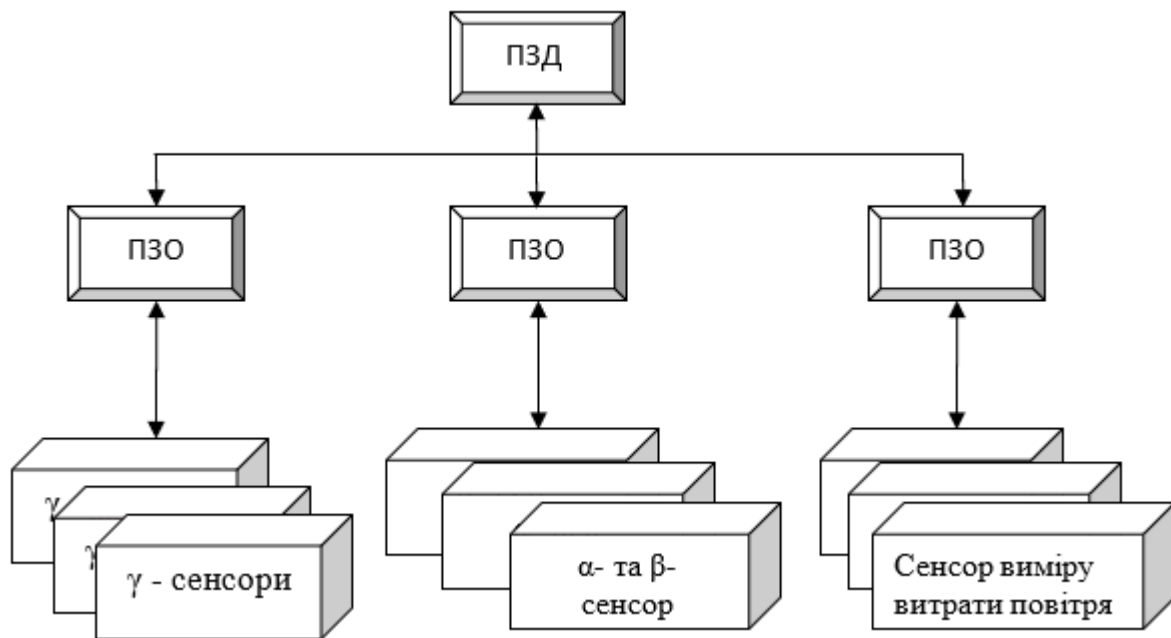 ПЗД
ПЗО
ПЗО
ПЗО
γ
γ
γ - сенсори
α- та β-
сенсор
Сенсор виміру
витрати повітря